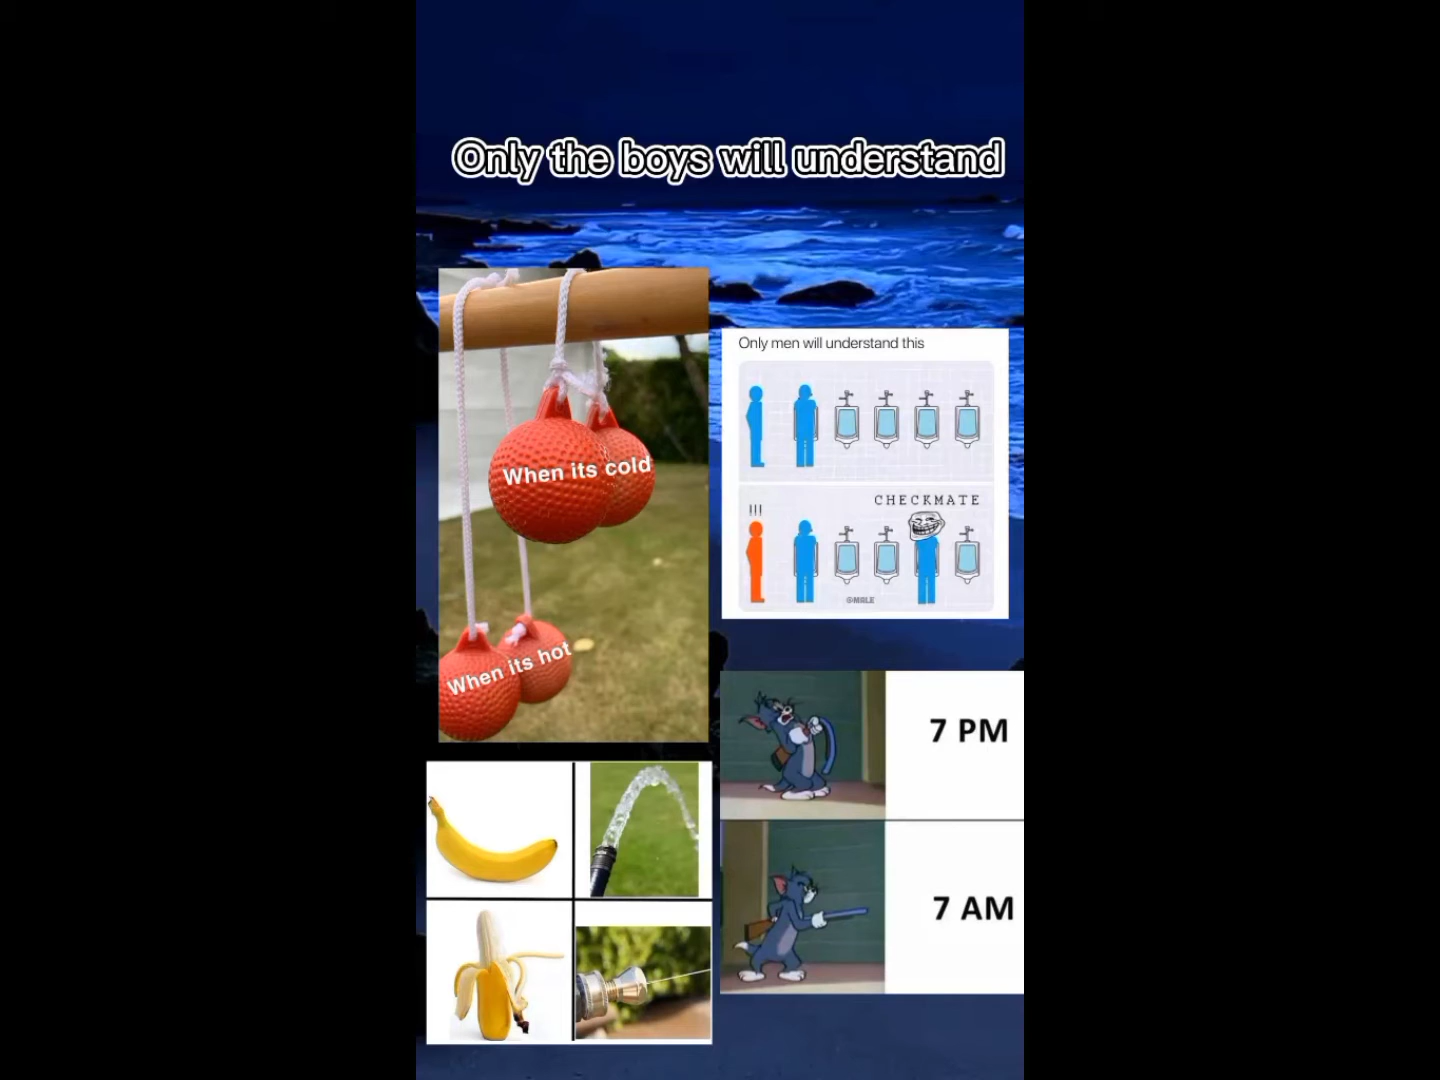 Only the boys will understand
When its cold
When its hot
Only men will understand this
CHECKMATE
!!!
@MALE
7 PM
7 AM